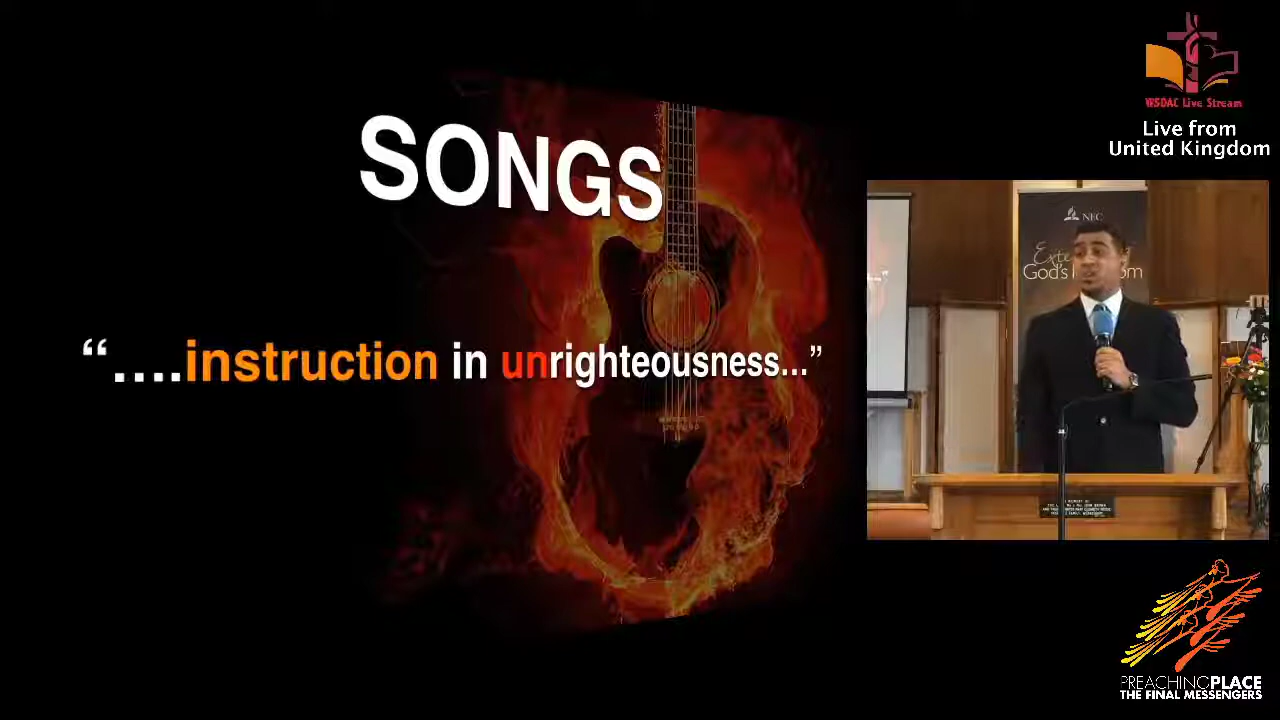 SONGS
“....instruction in unrighteousness...”
WSDAC Live Stream
Live from
United Kingdom
NEC
God's
PREACHINGPLACE
THE FINAL MESSENGERS